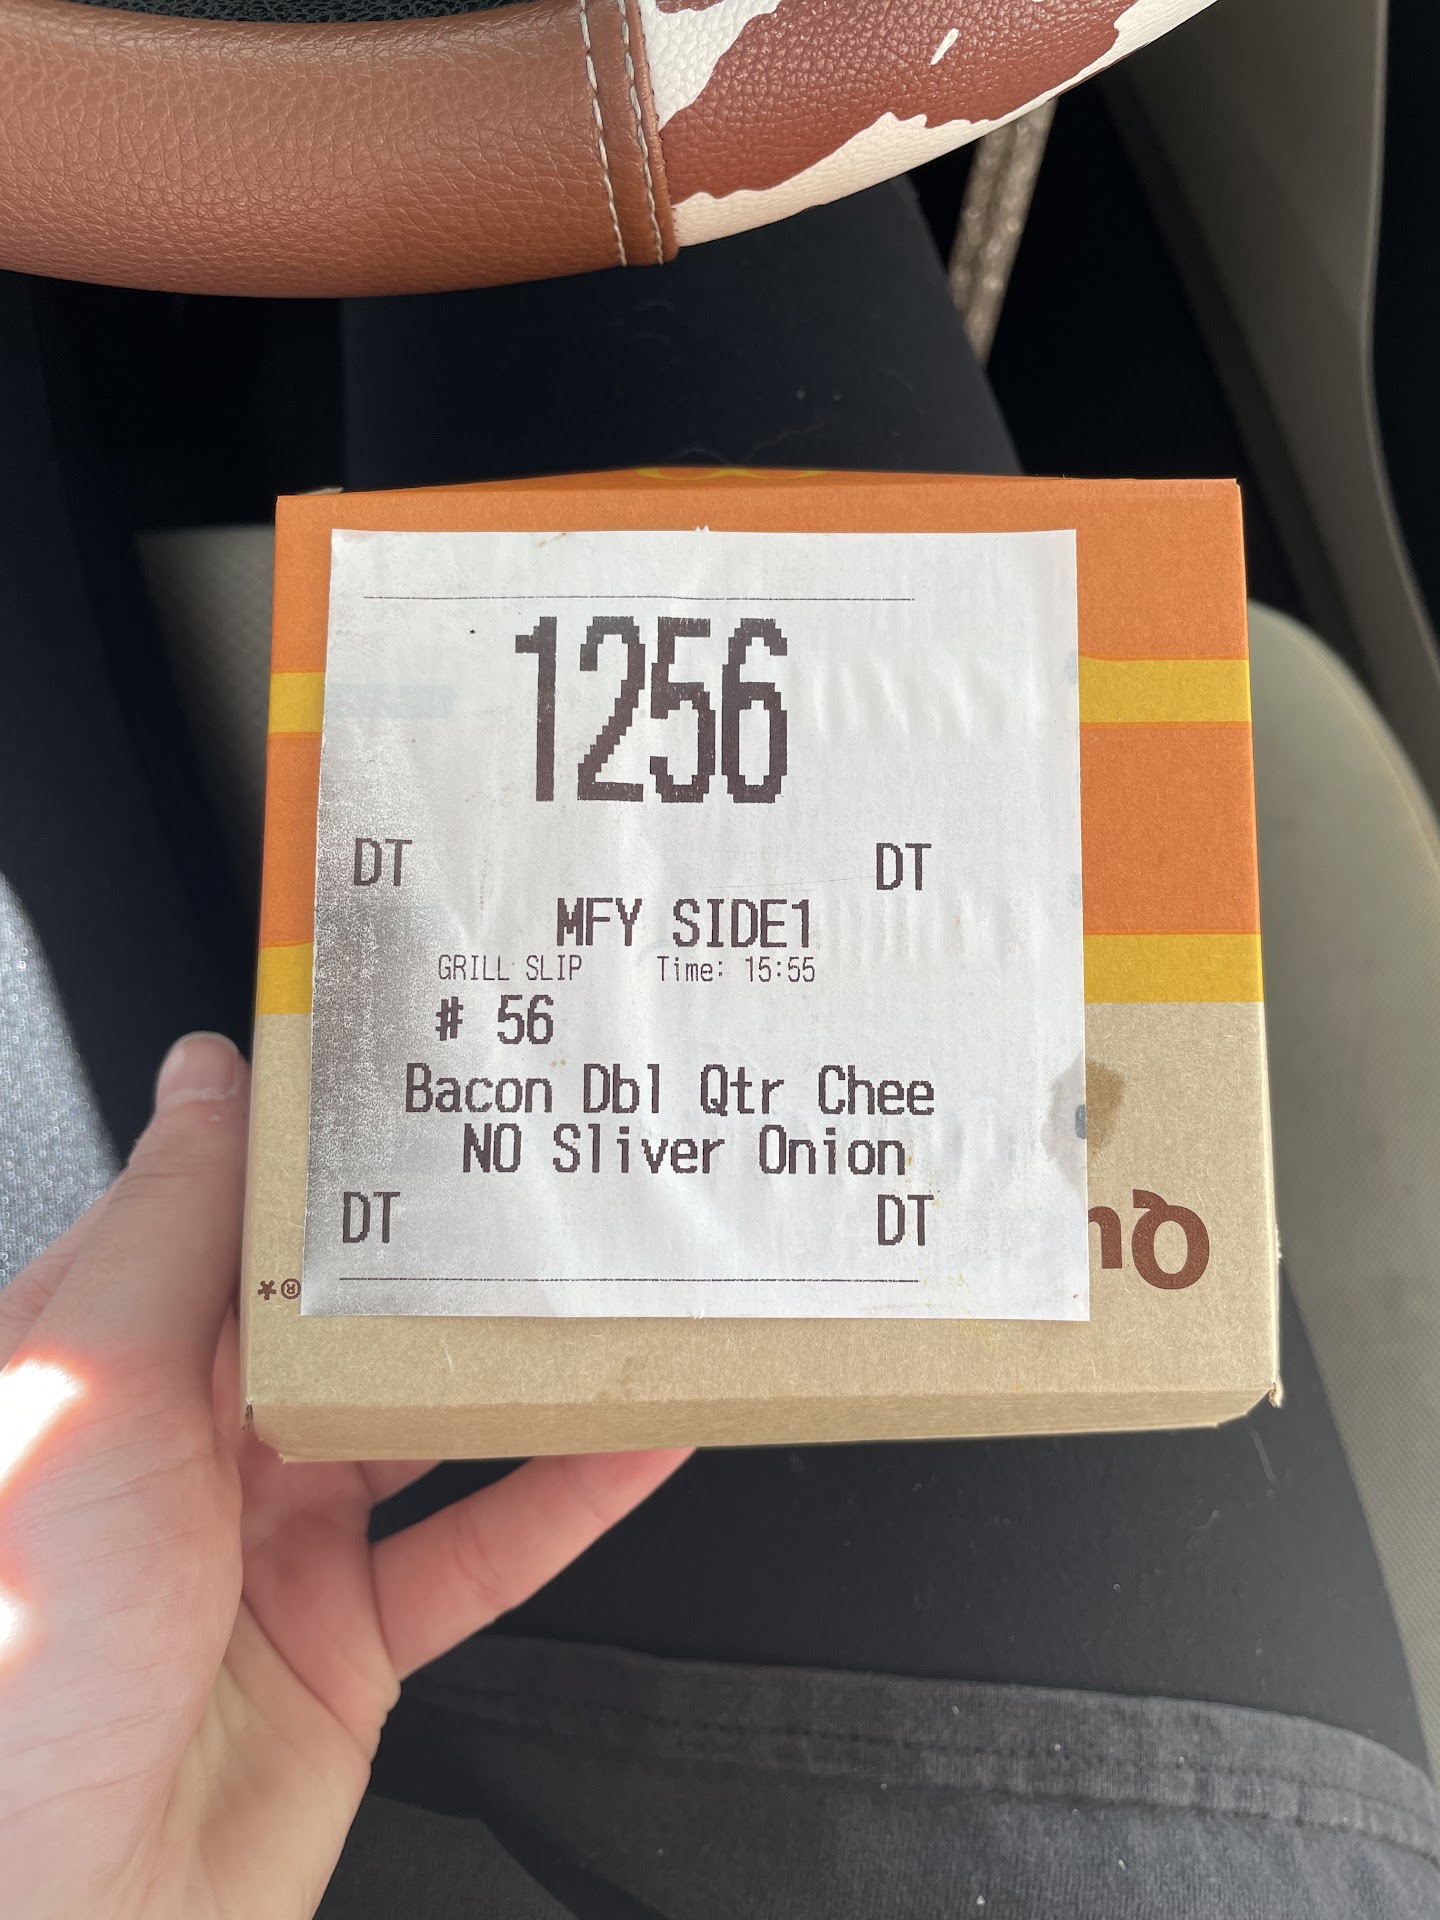 1256
DT DT
MFY SIDE1
GRILL SLIP Time: 15:55
# 56
Bacon Dbl Qtr Chee
NO Sliver Onion
DT DT
®*